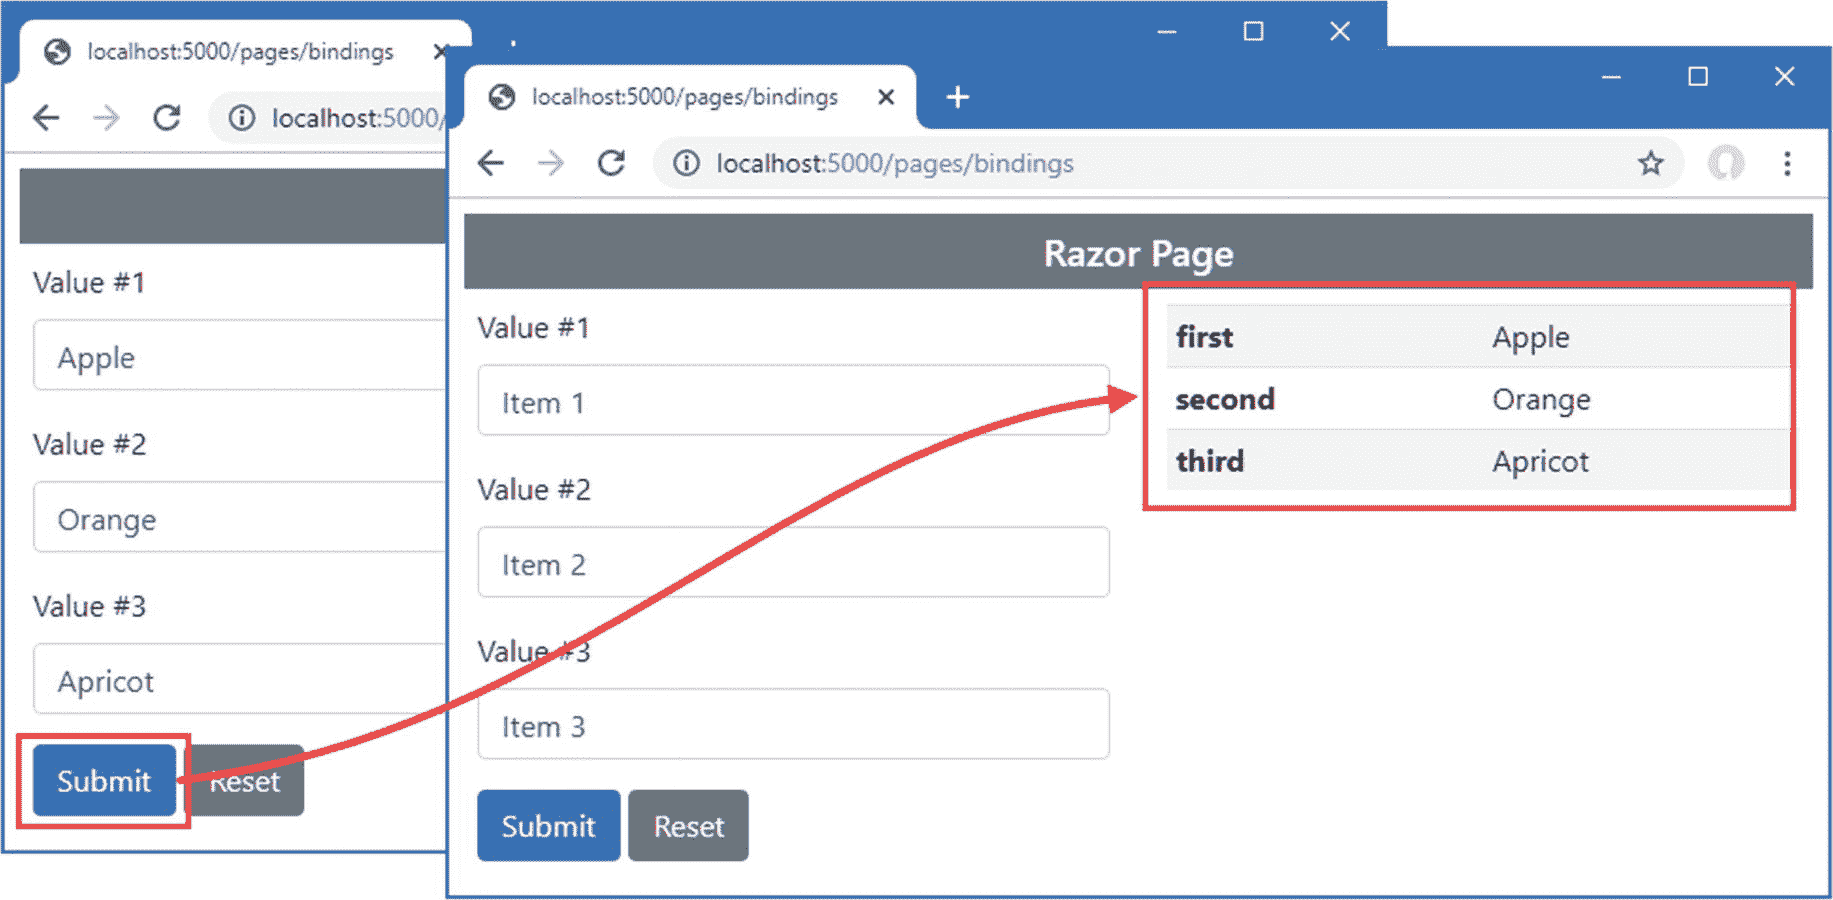 localhost:5000/pages/bindings
localhost:5000/
Value #1
Apple
Value #2
Orange
Value #3
Apricot
Submit
Reset
localhost:5000/pages/bindings
localhost:5000/pages/bindings
Razor Page
Value #1
Item 1
Value #2
Item 2
Value #3
Item 3
Submit Reset
first Apple
second Orange
third Apricot